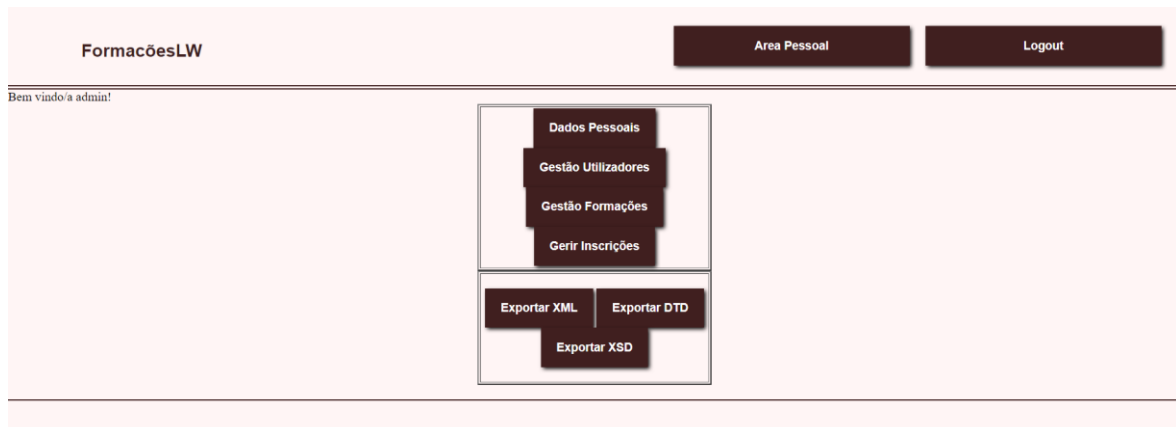 FormacõesLW
Area Pessoal
Logout
Bem vindo/a admin!
Dados Pessoais
Gestão Utilizadores
Gestão Formações
Gerir Inscrições
Exportar XML
Exportar DTD
Exportar XSD